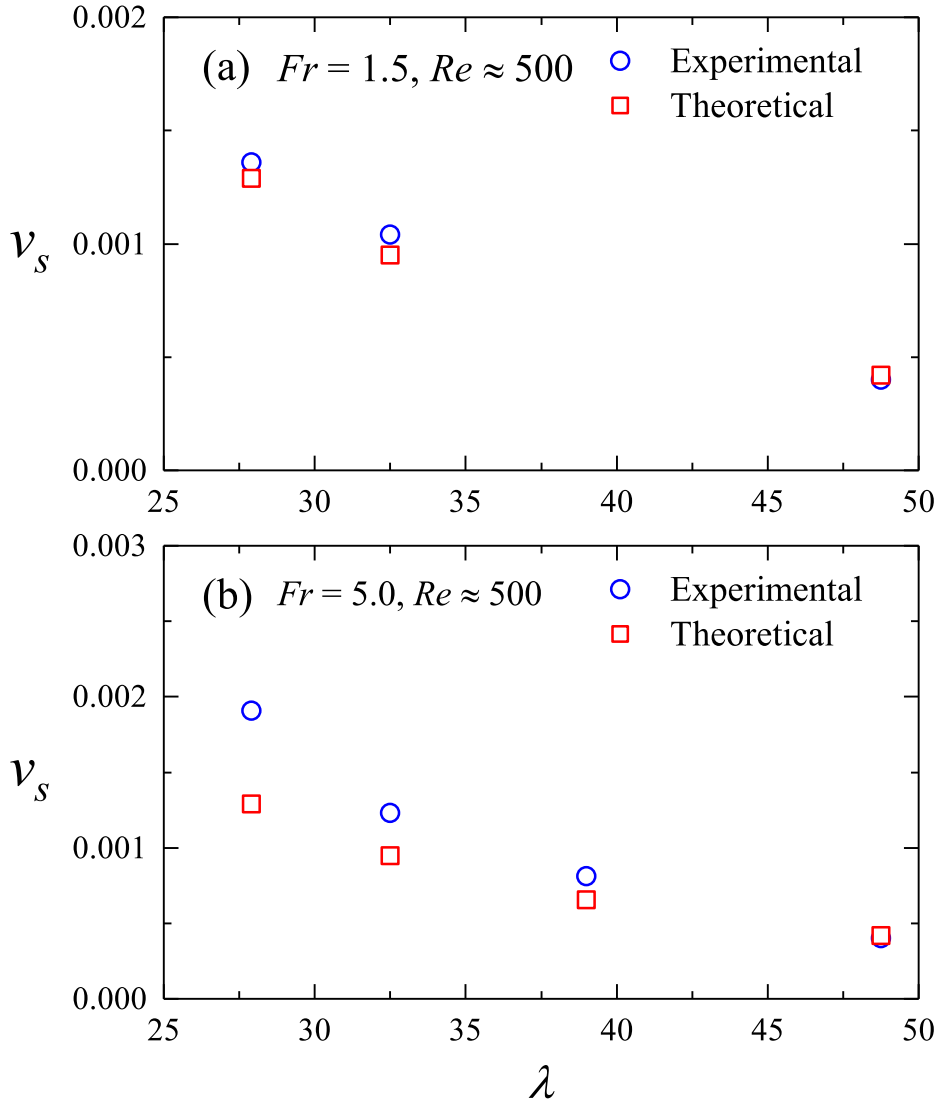 0.002
(a) Fr = 1.5, Re ≈ 500
Experimental
Theoretical
0.001
νs
0.000
25 30 35 40 45 50
0.003
(b) Fr = 5.0, Re ≈ 500
Experimental
Theoretical
0.002
νs
0.001
0.000
25 30 35 40 45 50
λ